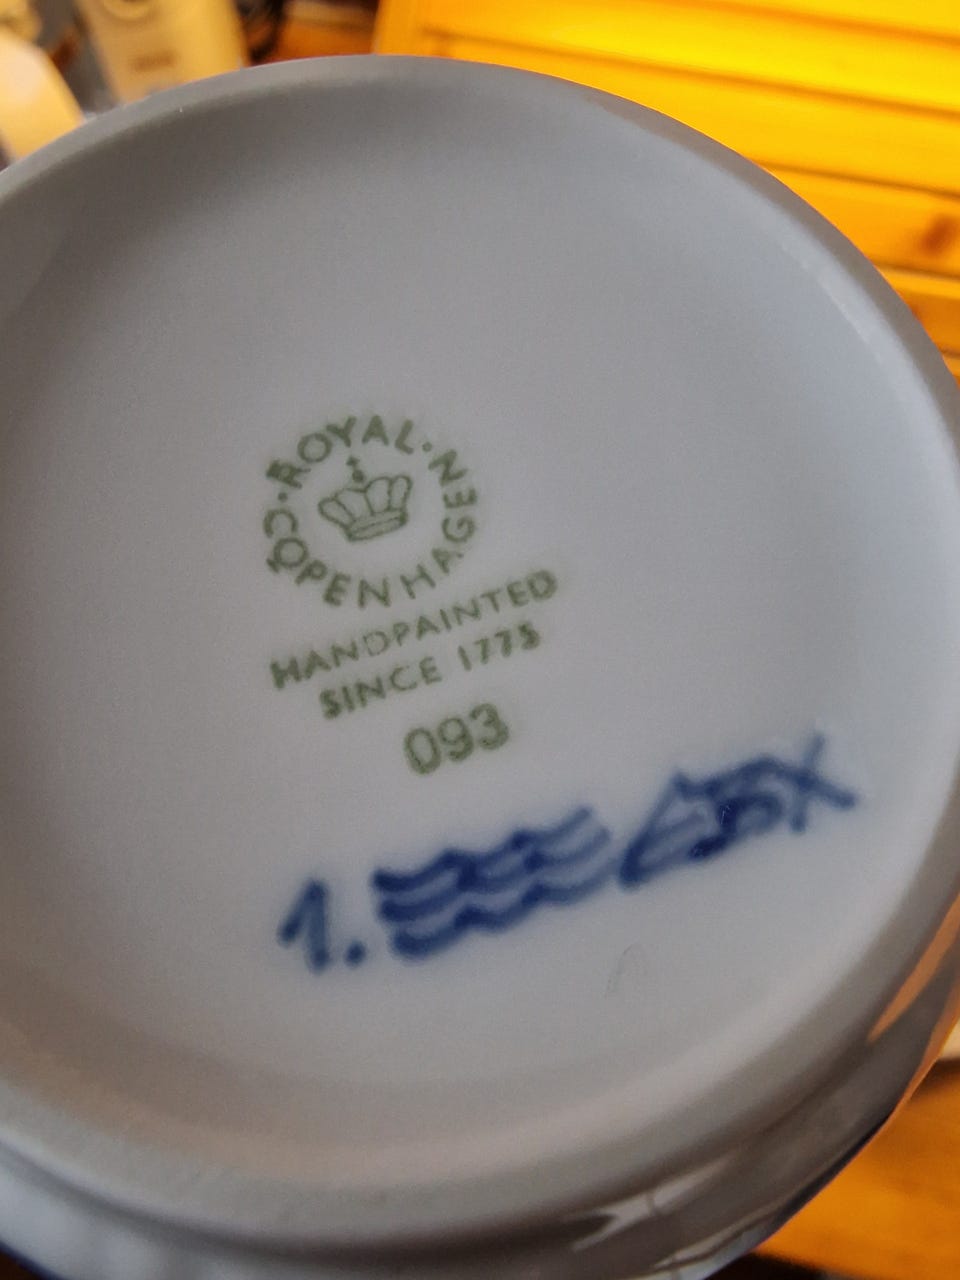 ROYAL · COPENHAGEN ·
HANDPAINTED
SINCE 1775
093
1.